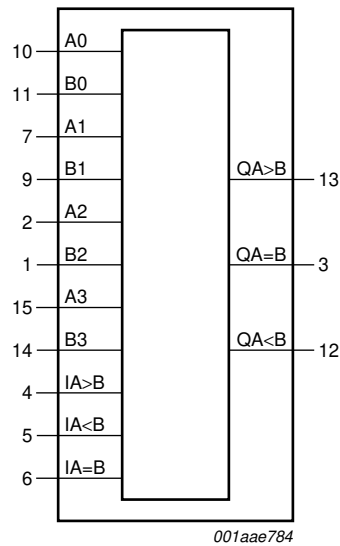 10 A0
11 B0
7 A1
9 B1 QA>B 13
2 A2
1 B2 QA=B 3
15 A3
14 B3 QA<B 12
4 IA>B
5 IA<B
6 IA=B
001aae784